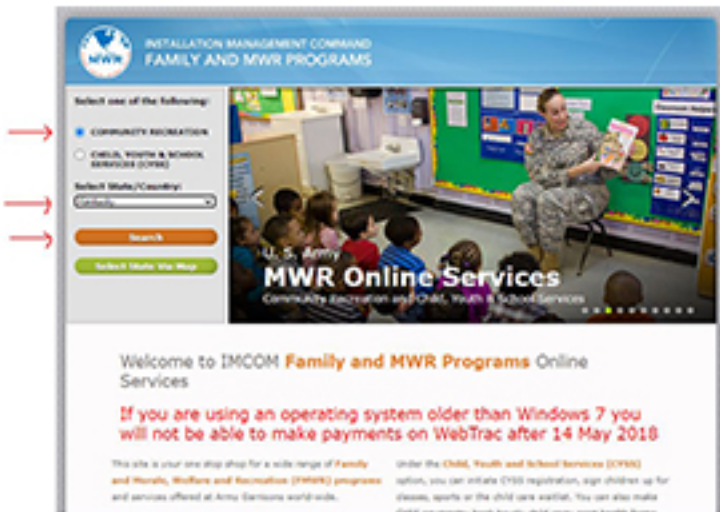 MWR
INSTALLATION MANAGEMENT COMMAND
FAMILY AND MWR PROGRAMS
Select one of the following:
COMMUNITY RECREATION
CHILD, YOUTH & SCHOOL
SERVICES (CYSS)
Select State/Country:
Kentucky
Search
Select State Via Map
U. S. Army
MWR Online Services
Community Recreation and Child, Youth & School Services
Welcome to IMCOM Family and MWR Programs Online
Services
If you are using an operating system older than Windows 7 you
will not be able to make payments on WebTrac after 14 May 2018
This site is your one stop shop for a wide range of Family
and Morale, Welfare and Recreation (FMWR) programs
and services offered at Army Garrisons world-wide.
Under the Child, Youth and School Services (CYSS)
option, you can initiate CYSS registration, sign children up for
classes, sports or the child care waitlist. You can also make